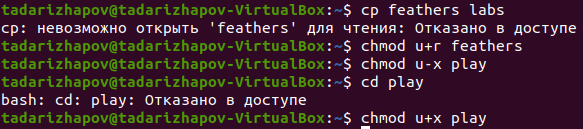 tadarizhapov@tadarizhapov-VirtualBox:~$ cp feathers labs
cp: невозможно открыть 'feathers' для чтения: Отказано в доступе
tadarizhapov@tadarizhapov-VirtualBox:~$ chmod u+r feathers
tadarizhapov@tadarizhapov-VirtualBox:~$ chmod u-x play
tadarizhapov@tadarizhapov-VirtualBox:~$ cd play
bash: cd: play: Отказано в доступе
tadarizhapov@tadarizhapov-VirtualBox:~$ chmod u+x play